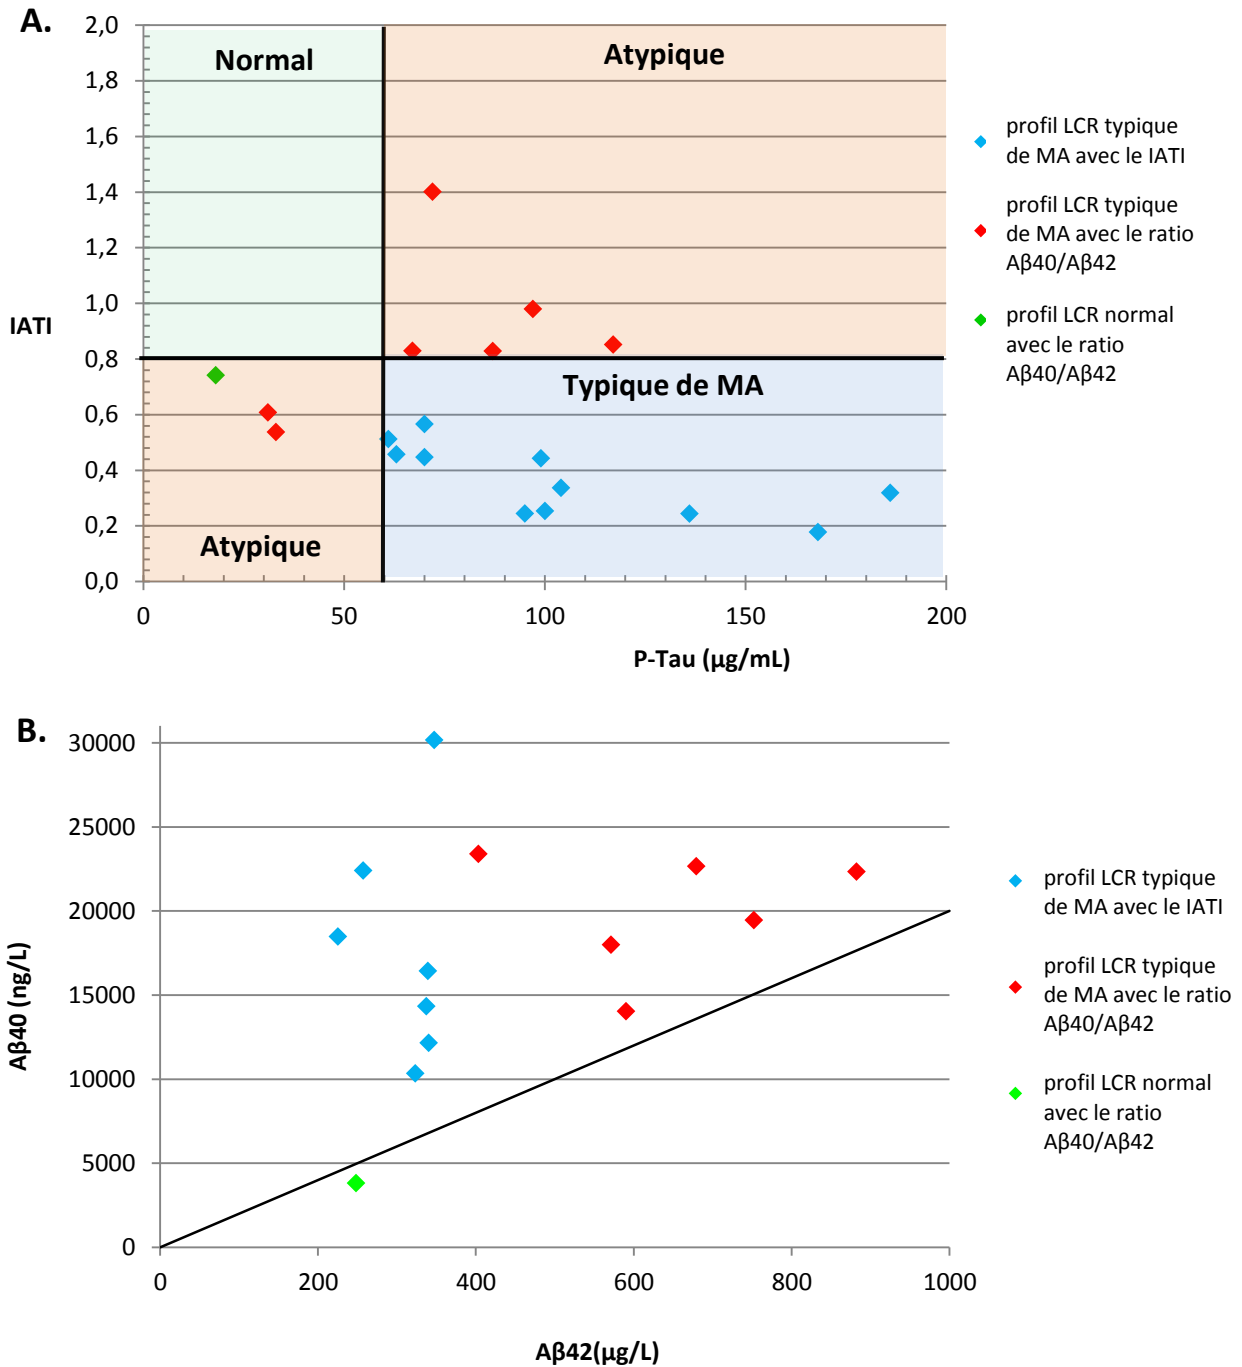 A.
2,0
1,8
1,6
1,4
1,2
1,0
0,8
0,6
0,4
0,2
0,0
IATI
Normal
Atypique
Typique de MA
Atypique
0
50
100
150
200
P-Tau (µg/mL)
profil LCR typique
de MA avec le IATI
profil LCR typique
de MA avec le ratio
Aβ40/Aβ42
profil LCR normal
avec le ratio
Aβ40/Aβ42
B.
30000
25000
20000
15000
10000
5000
0
Aβ40 (ng/L)
0
200
400
600
800
1000
Aβ42(µg/L)
profil LCR typique
de MA avec le IATI
profil LCR typique
de MA avec le ratio
Aβ40/Aβ42
profil LCR normal
avec le ratio
Aβ40/Aβ42